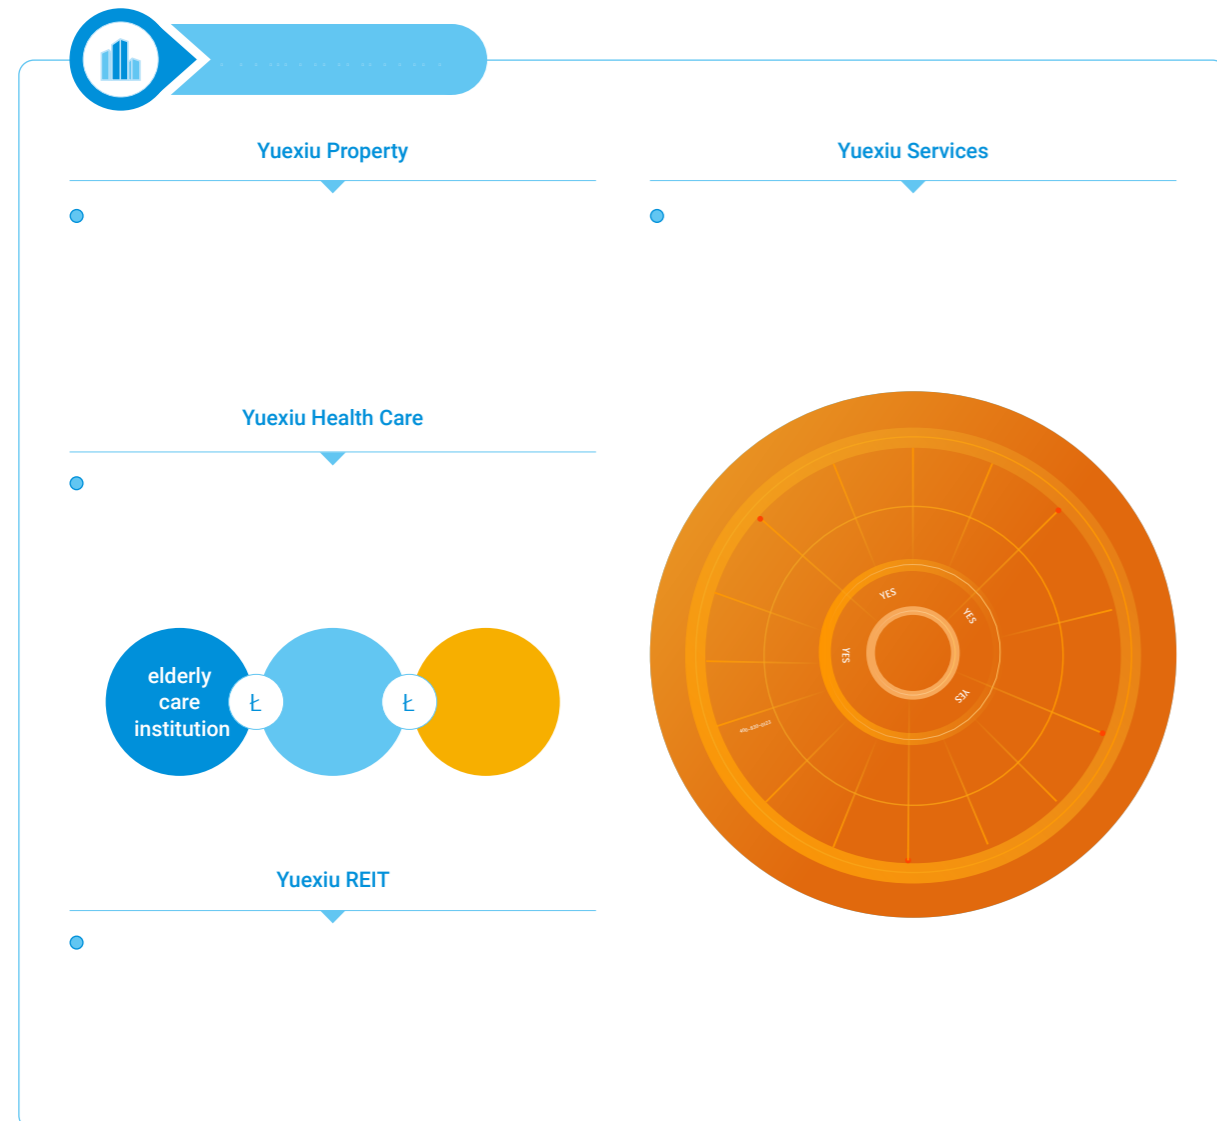 Yuexiu Property
Yuexiu Services
Yuexiu Health Care
elderly
care
institution
Ł
Ł
YES
YES
YES
YES
Yuexiu REIT